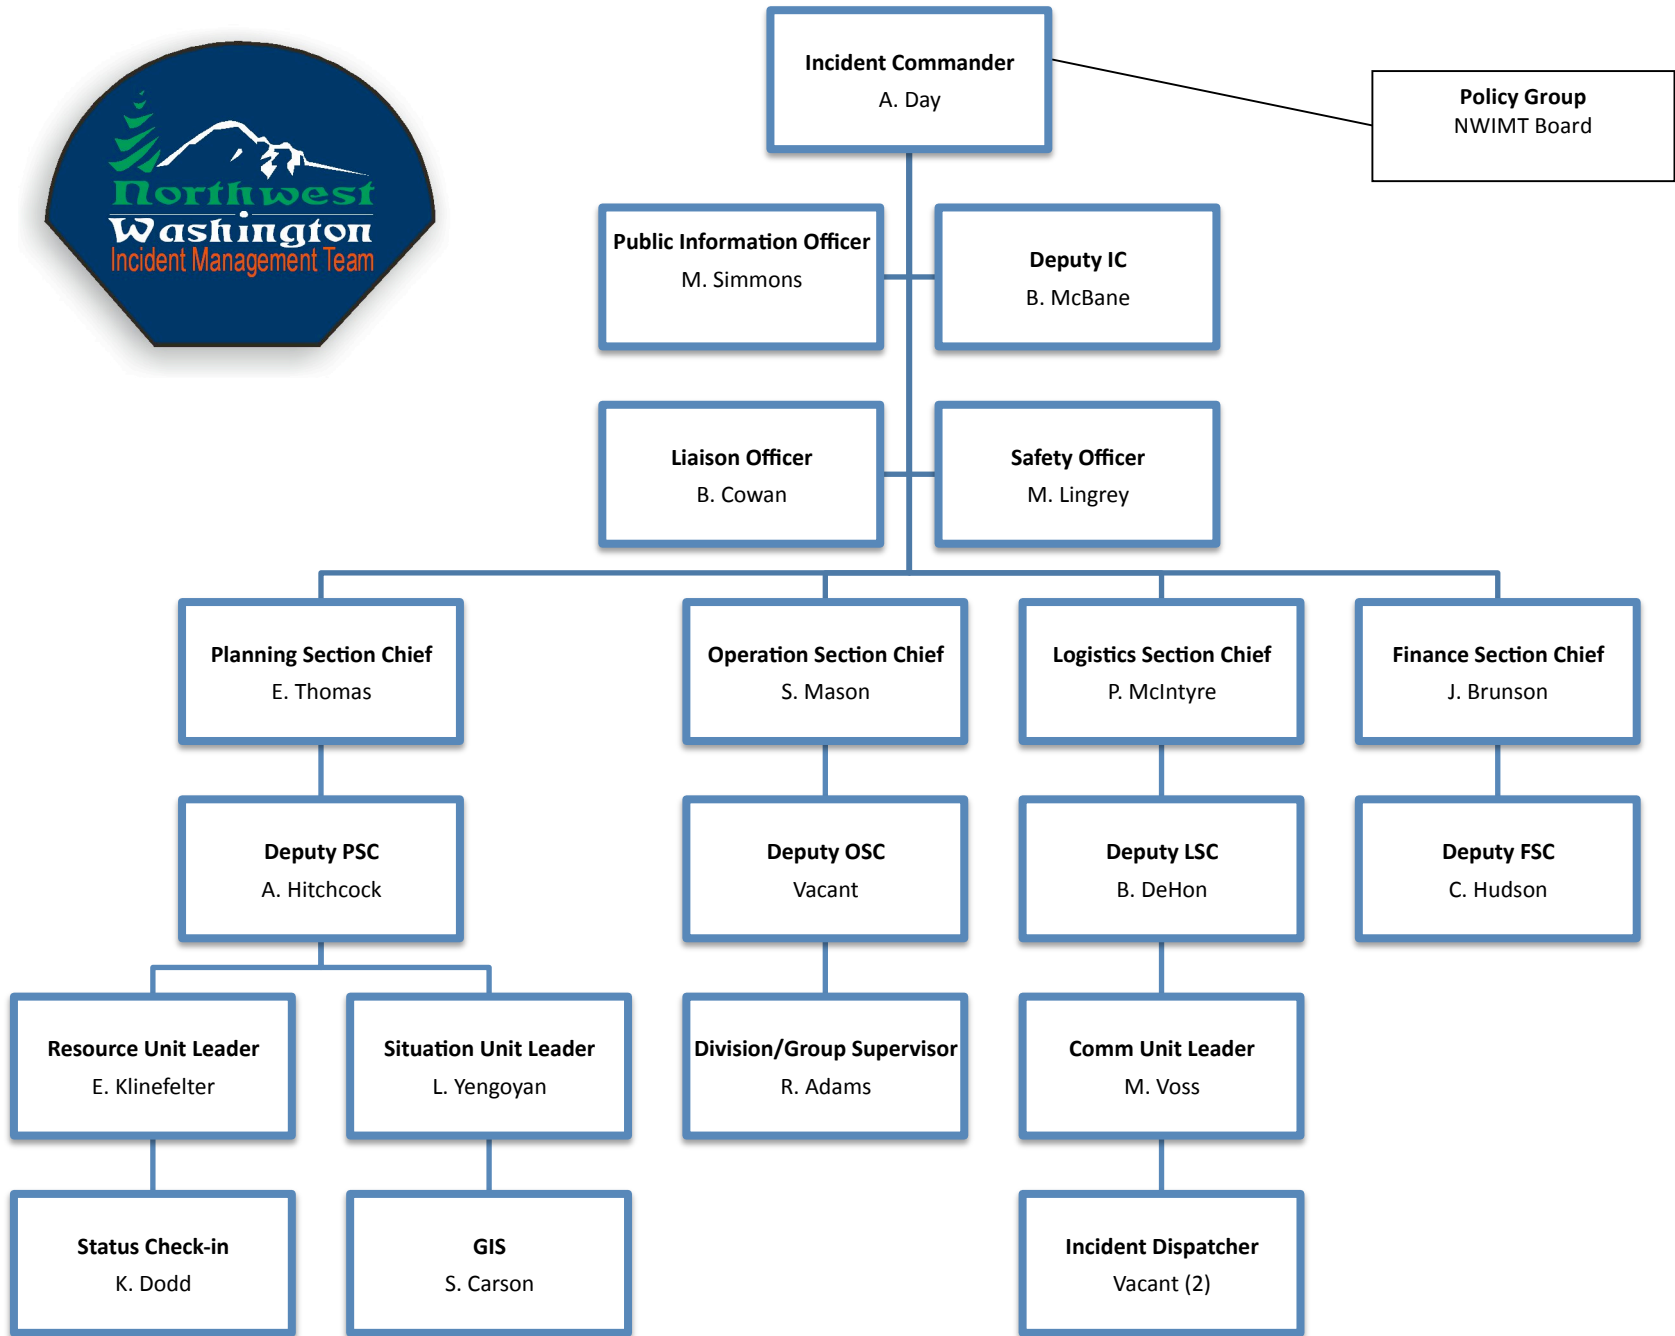 Northwest
Washington
Incident Management Team
Incident Commander
A. Day
Policy Group
NWIMT Board
Public Information Officer
M. Simmons
Deputy IC
B. McBane
Liaison Officer
B. Cowan
Safety Officer
M. Lingrey
Planning Section Chief
E. Thomas
Operation Section Chief
S. Mason
Logistics Section Chief
P. McIntyre
Finance Section Chief
J. Brunson
Deputy PSC
A. Hitchcock
Deputy OSC
Vacant
Deputy LSC
B. DeHon
Deputy FSC
C. Hudson
Resource Unit Leader
E. Klinefelter
Situation Unit Leader
L. Yengoyan
Division/Group Supervisor
R. Adams
Comm Unit Leader
M. Voss
Status Check-in
K. Dodd
GIS
S. Carson
Incident Dispatcher
Vacant (2)